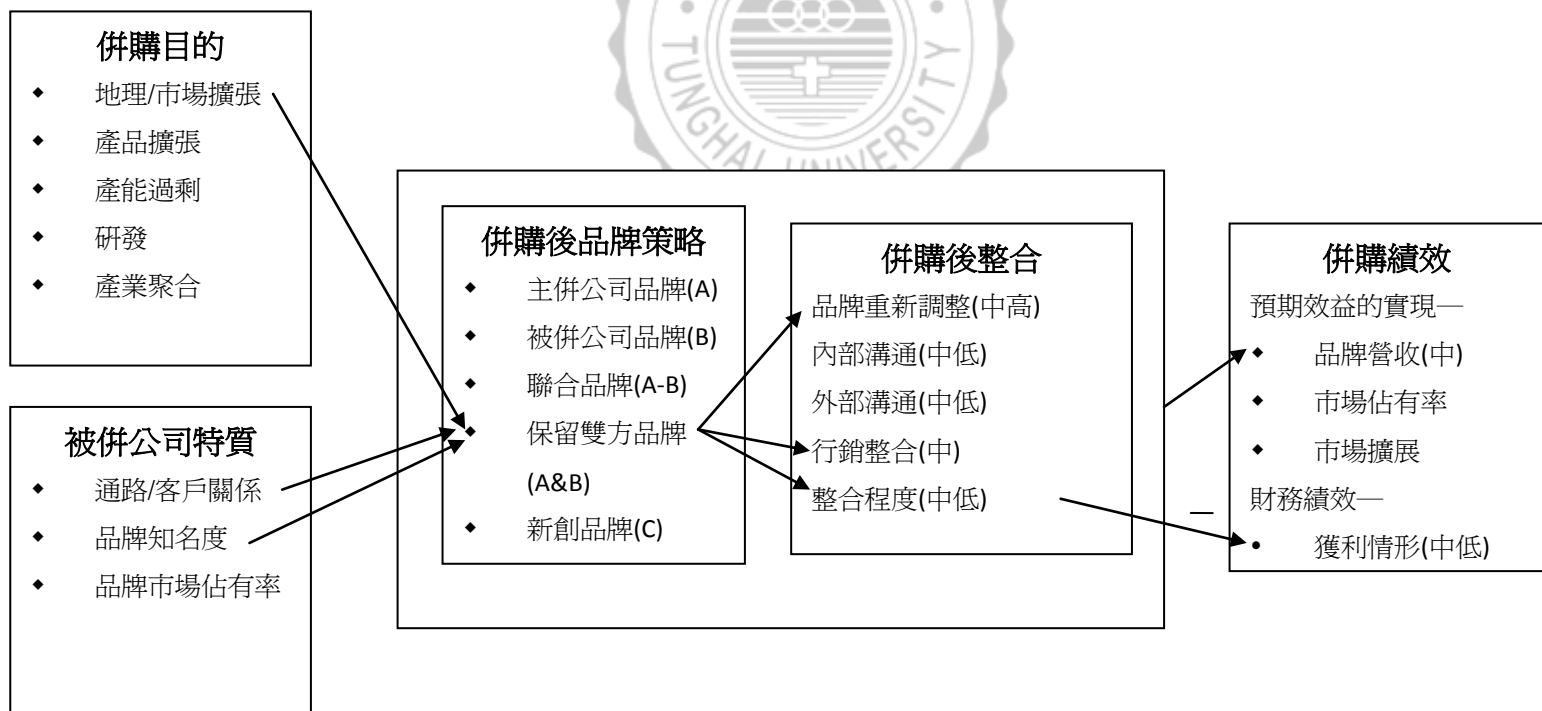 TUNGHAI UNIVERSITY
併購目的
◆ 地理/市場擴張
◆ 產品擴張
◆ 產能過剩
◆ 研發
◆ 產業聚合
被併公司特質
◆ 通路/客戶關係
◆ 品牌知名度
◆ 品牌市場佔有率
併購後品牌策略
◆ 主併公司品牌(A)
◆ 被併公司品牌(B)
◆ 聯合品牌(A-B)
◆ 保留雙方品牌
(A&B)
◆ 新創品牌(C)
併購後整合
品牌重新調整(中高)
內部溝通(中低)
外部溝通(中低)
行銷整合(中)
整合程度(中低)
—
併購績效
預期效益的實現—
◆ 品牌營收(中)
◆ 市場佔有率
◆ 市場擴展
財務績效—
• 獲利情形(中低)